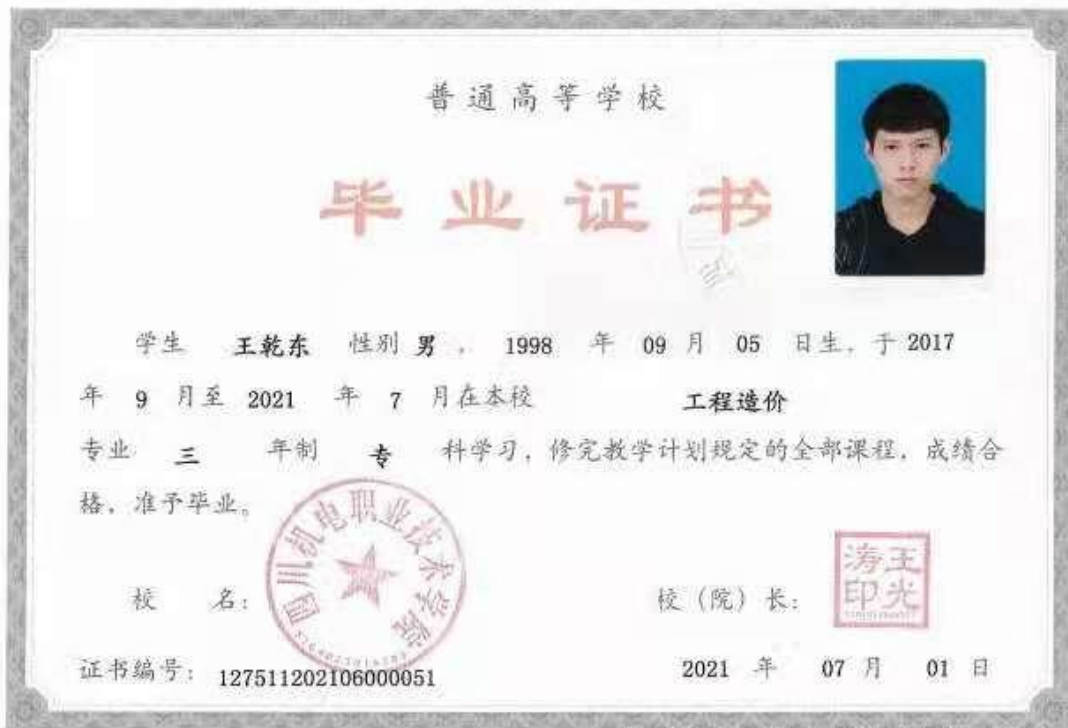 普通高等学校
毕业证书
学生 王乾东 性别 男 , 1998 年 09 月 05 日生, 于 2017
年 9 月至 2021 年 7 月在本校 工程造价
专业 三 年制 专 科学习, 修完教学计划规定的全部课程, 成绩合
格, 准予毕业。
四川机电职业技术学院
校 名:
校 (院) 长:
王光涛印
证书编号: 127511202106000051
2021 年 07 月 01 日